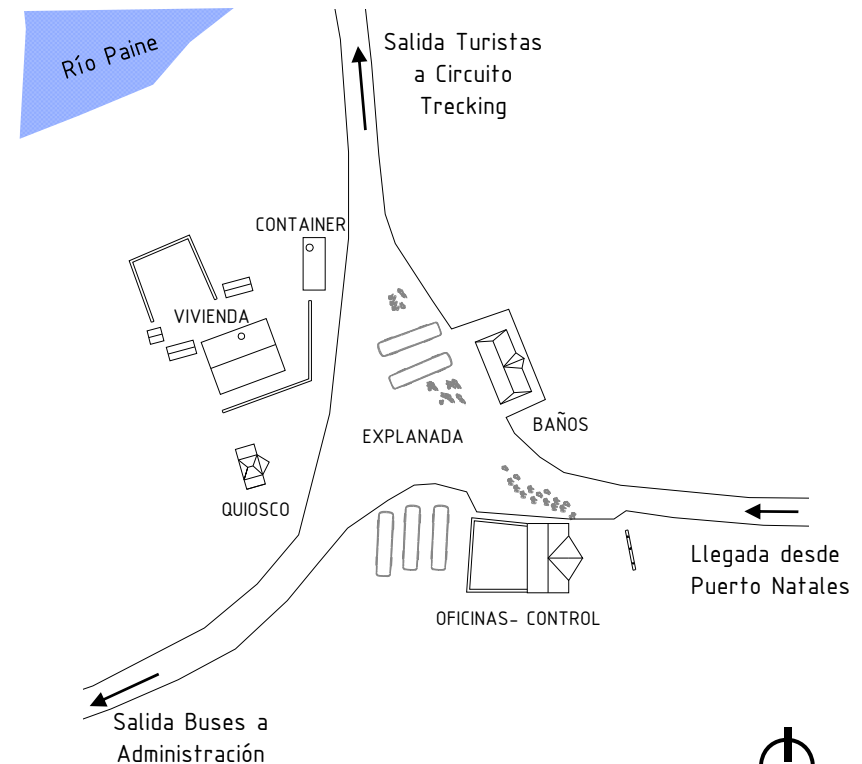 Río Paine
Salida Turistas
a Circuito
Trecking
CONTAINER
VIVIENDA
BAÑOS
EXPLANADA
QUIOSCO
Llegada desde
Puerto Natales
OFICINAS- CONTROL
Salida Buses a
Administración